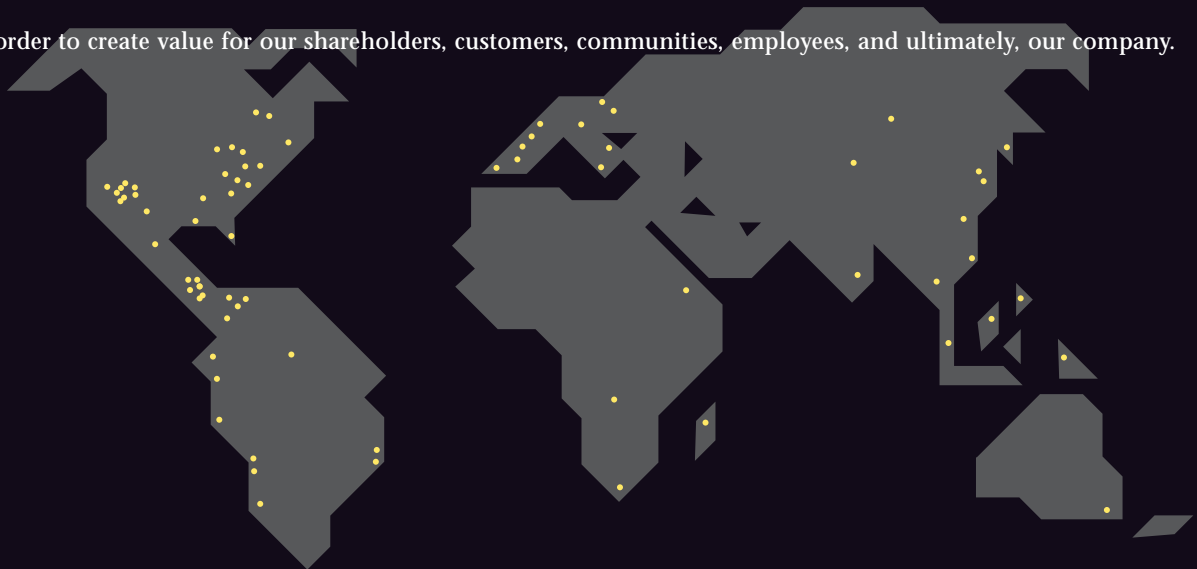 order to create value for our shareholders, customers, communities, employees, and ultimately, our company.